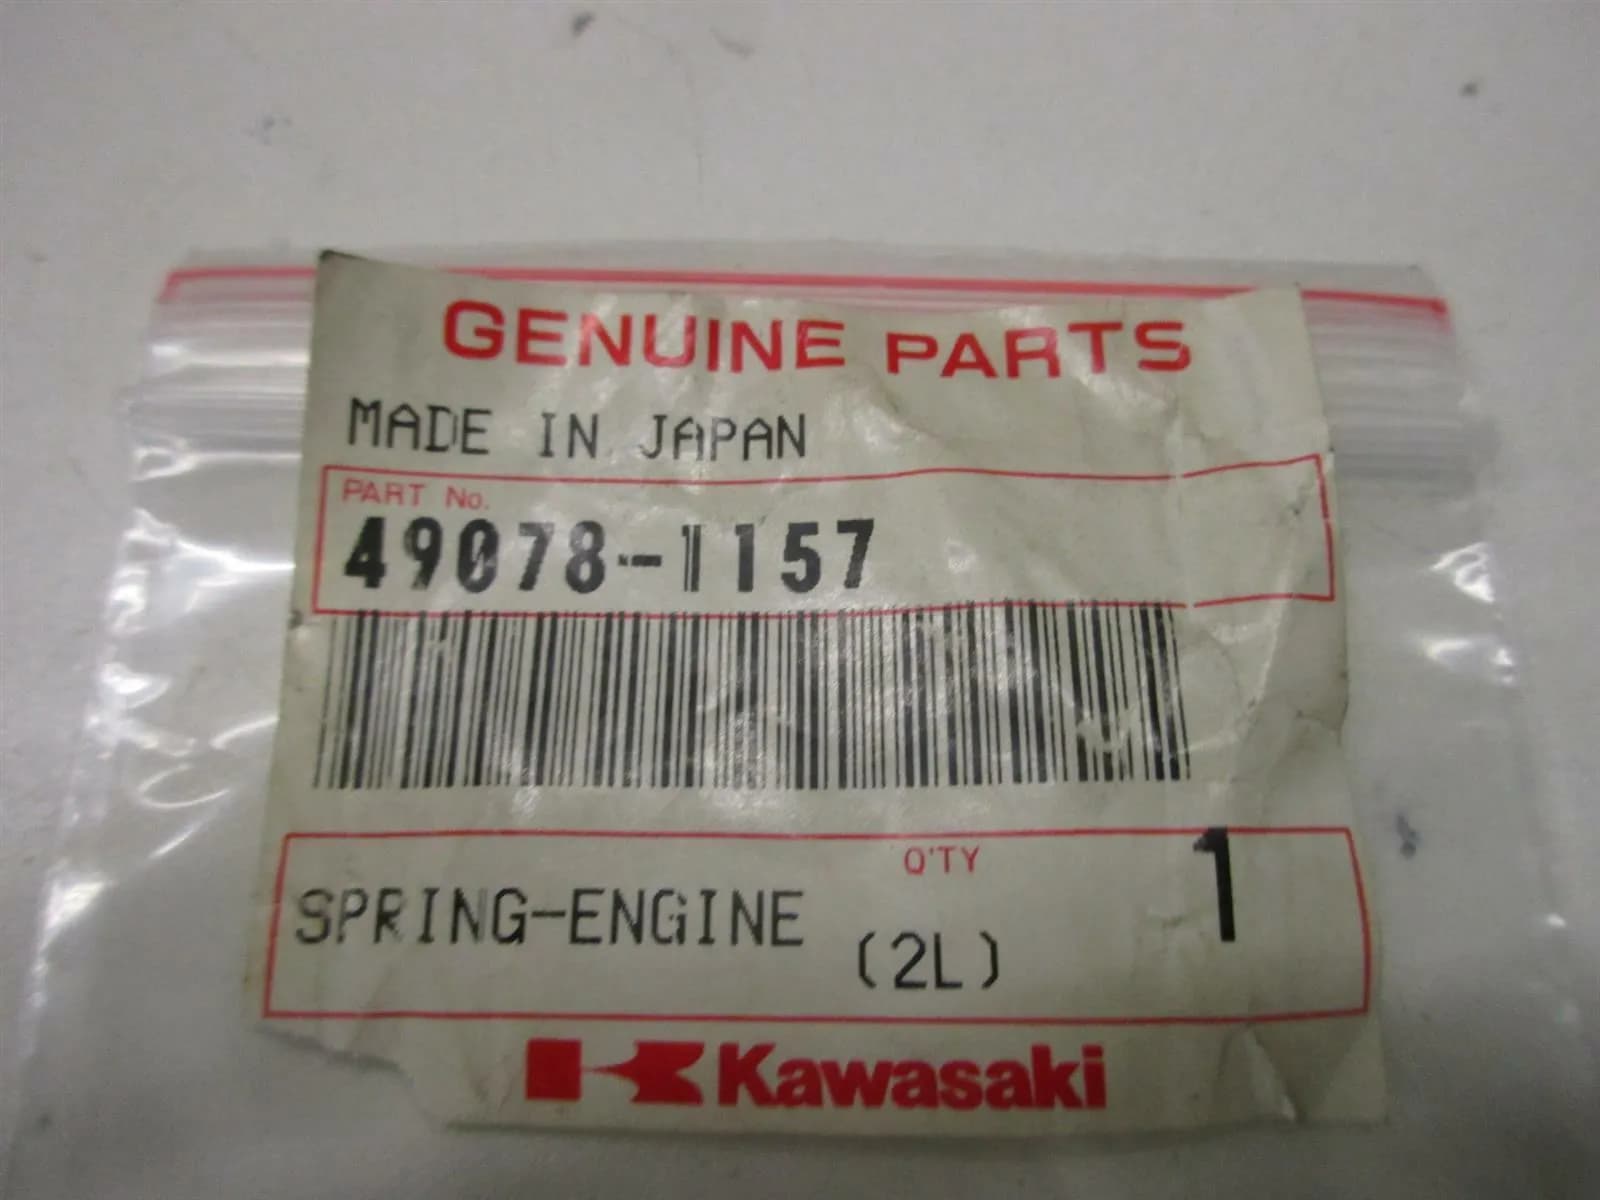 GENUINE PARTS
MADE IN JAPAN
PART No.
49078-1157
Q'TY 1
SPRING-ENGINE
(2L)
Kawasaki